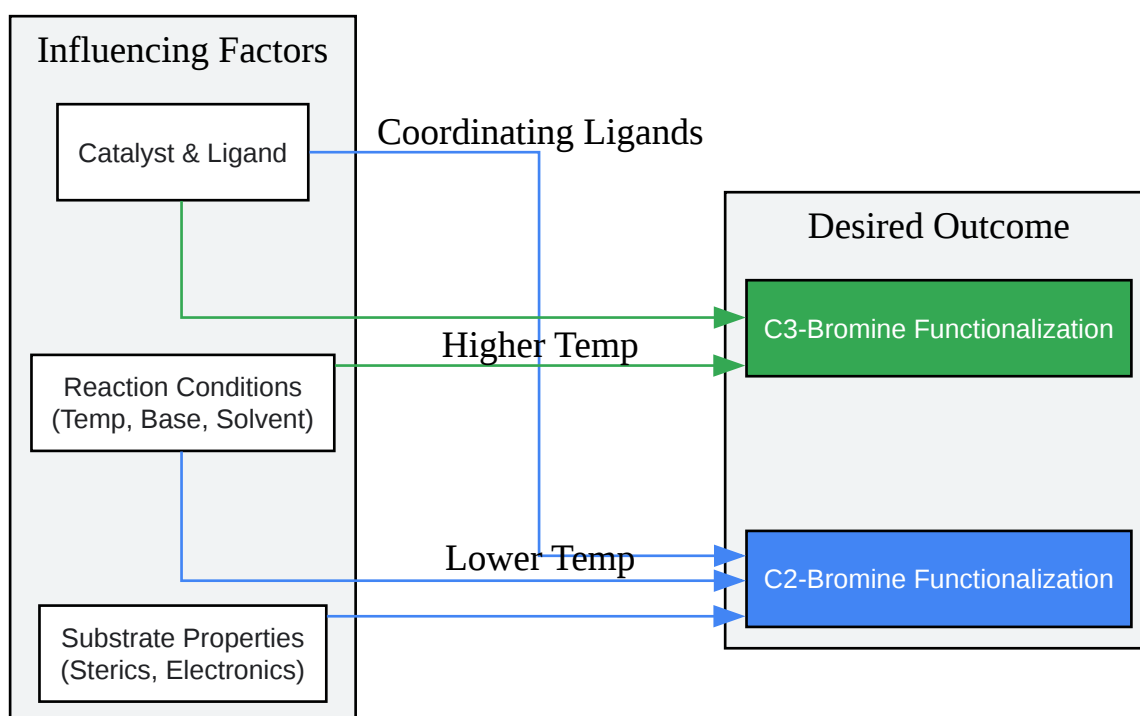 Influencing Factors
Catalyst & Ligand
Coordinating Ligands
Desired Outcome
C3-Bromine Functionalization
Higher Temp
Reaction Conditions
(Temp, Base, Solvent)
Lower Temp
C2-Bromine Functionalization
Substrate Properties
(Sterics, Electronics)